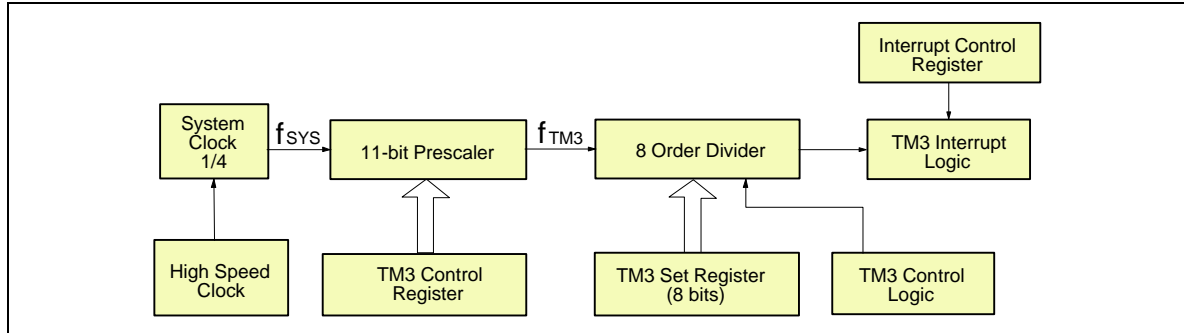 Interrupt Control
Register
System
Clock
1/4
fSYS
11-bit Prescaler
fTM3
8 Order Divider
TM3 Interrupt
Logic
High Speed
Clock
TM3 Control
Register
TM3 Set Register
(8 bits)
TM3 Control
Logic